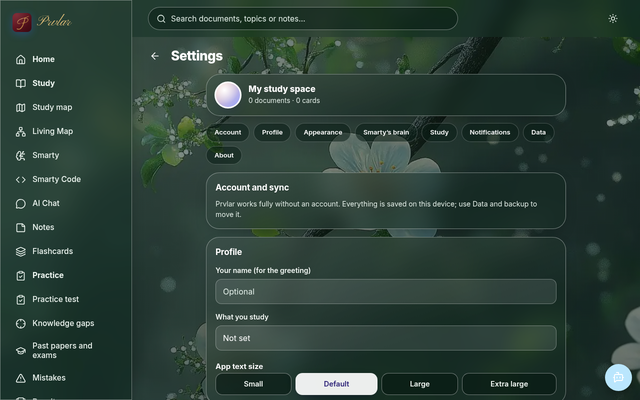 Prvlar
Search documents, topics or notes...
Home
Study
Study map
Living Map
Smarty
Smarty Code
AI Chat
Notes
Flashcards
Practice
Practice test
Knowledge gaps
Past papers and
exams
Mistakes
Settings
My study space
0 documents · 0 cards
Account
Profile
Appearance
Smarty's brain
Study
Notifications
Data
About
Account and sync
Prvlar works fully without an account. Everything is saved on this device; use Data and backup to
move it.
Profile
Your name (for the greeting)
Optional
What you study
Not set
App text size
Small
Default
Large
Extra large